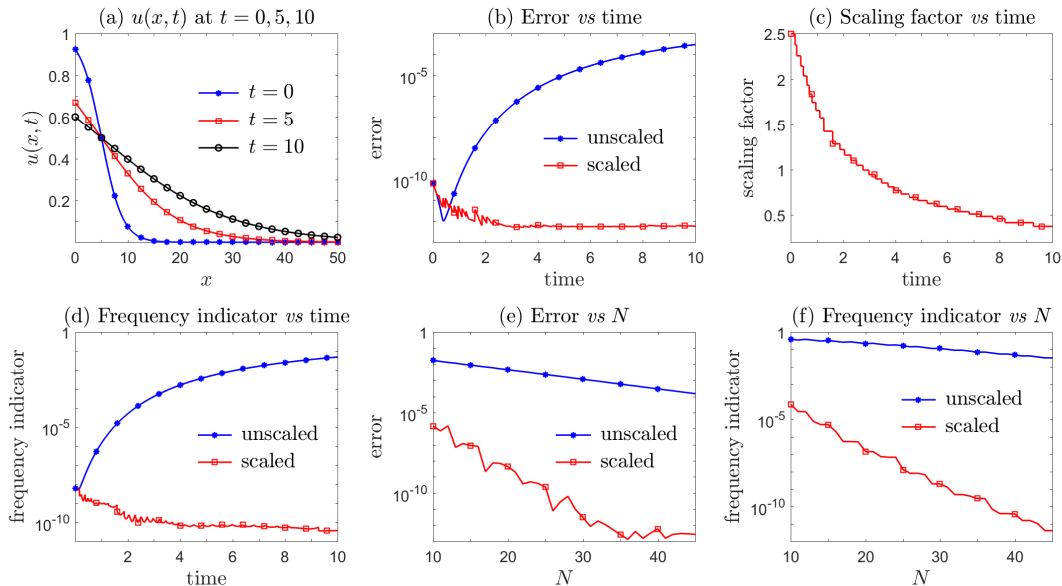 (a) u(x,t) at t = 0, 5, 10
1
0.8
0.6
0.4
0.2
u(x,t)
t = 0
t = 5
t = 10
0 10 20 30 40 50
x
(b) Error vs time
1
10^-5
10^-10
error
unscaled
scaled
0 2 4 6 8 10
time
(c) Scaling factor vs time
2.5
2
1.5
1
0.5
scaling factor
0 2 4 6 8 10
time
(d) Frequency indicator vs time
1
10^-5
10^-10
frequency indicator
unscaled
scaled
2 4 6 8 10
time
(e) Error vs N
1
10^-5
10^-10
error
unscaled
scaled
10 20 30 40
N
(f) Frequency indicator vs N
1
10^-5
10^-10
frequency indicator
unscaled
scaled
10 20 30 40
N